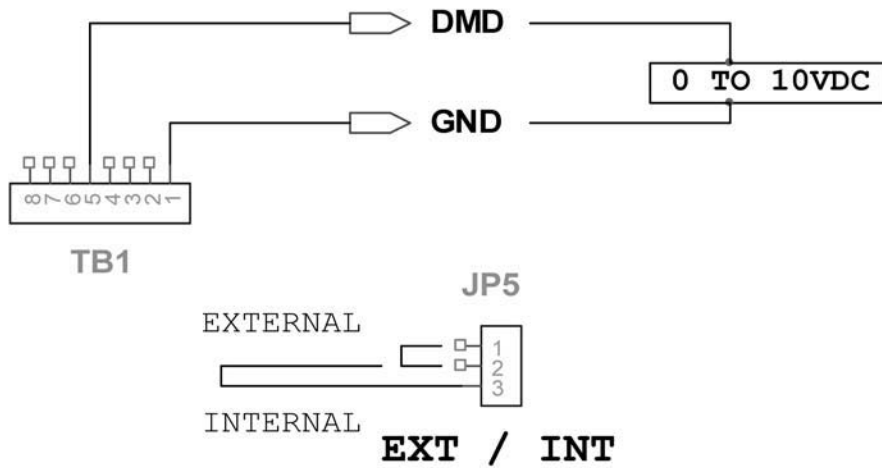 DMD
0 TO 10VDC
GND
8 7 6 5 4 3 2 1
TB1
JP5
EXTERNAL
1
2
3
INTERNAL
EXT / INT